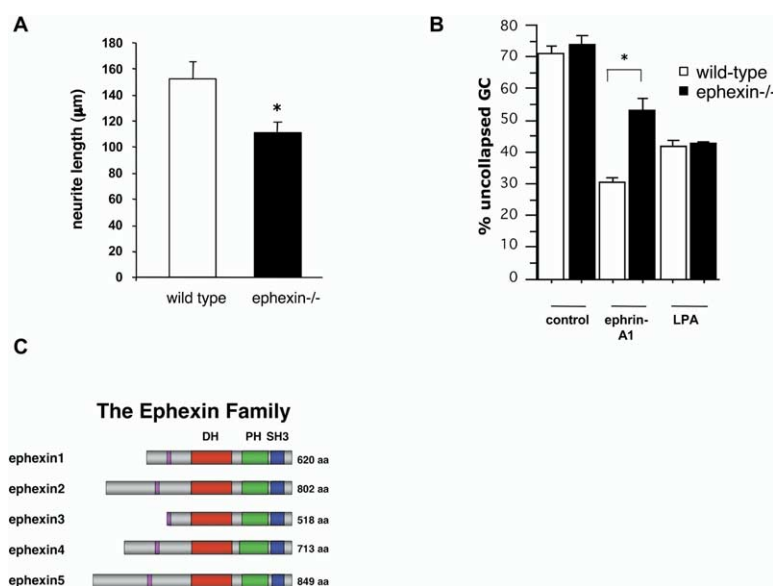 A
neurite length (µm)
180
160
140
120
100
80
60
40
20
0
*
wild type ephexin-/-
B
% uncollapsed GC
80
70
60
50
40
30
20
10
0
*
wild-type
ephexin-/-
control ephrin-A1 LPA
C
The Ephexin Family
DH PH SH3
ephexin1 620 aa
ephexin2 802 aa
ephexin3 518 aa
ephexin4 713 aa
ephexin5 849 aa